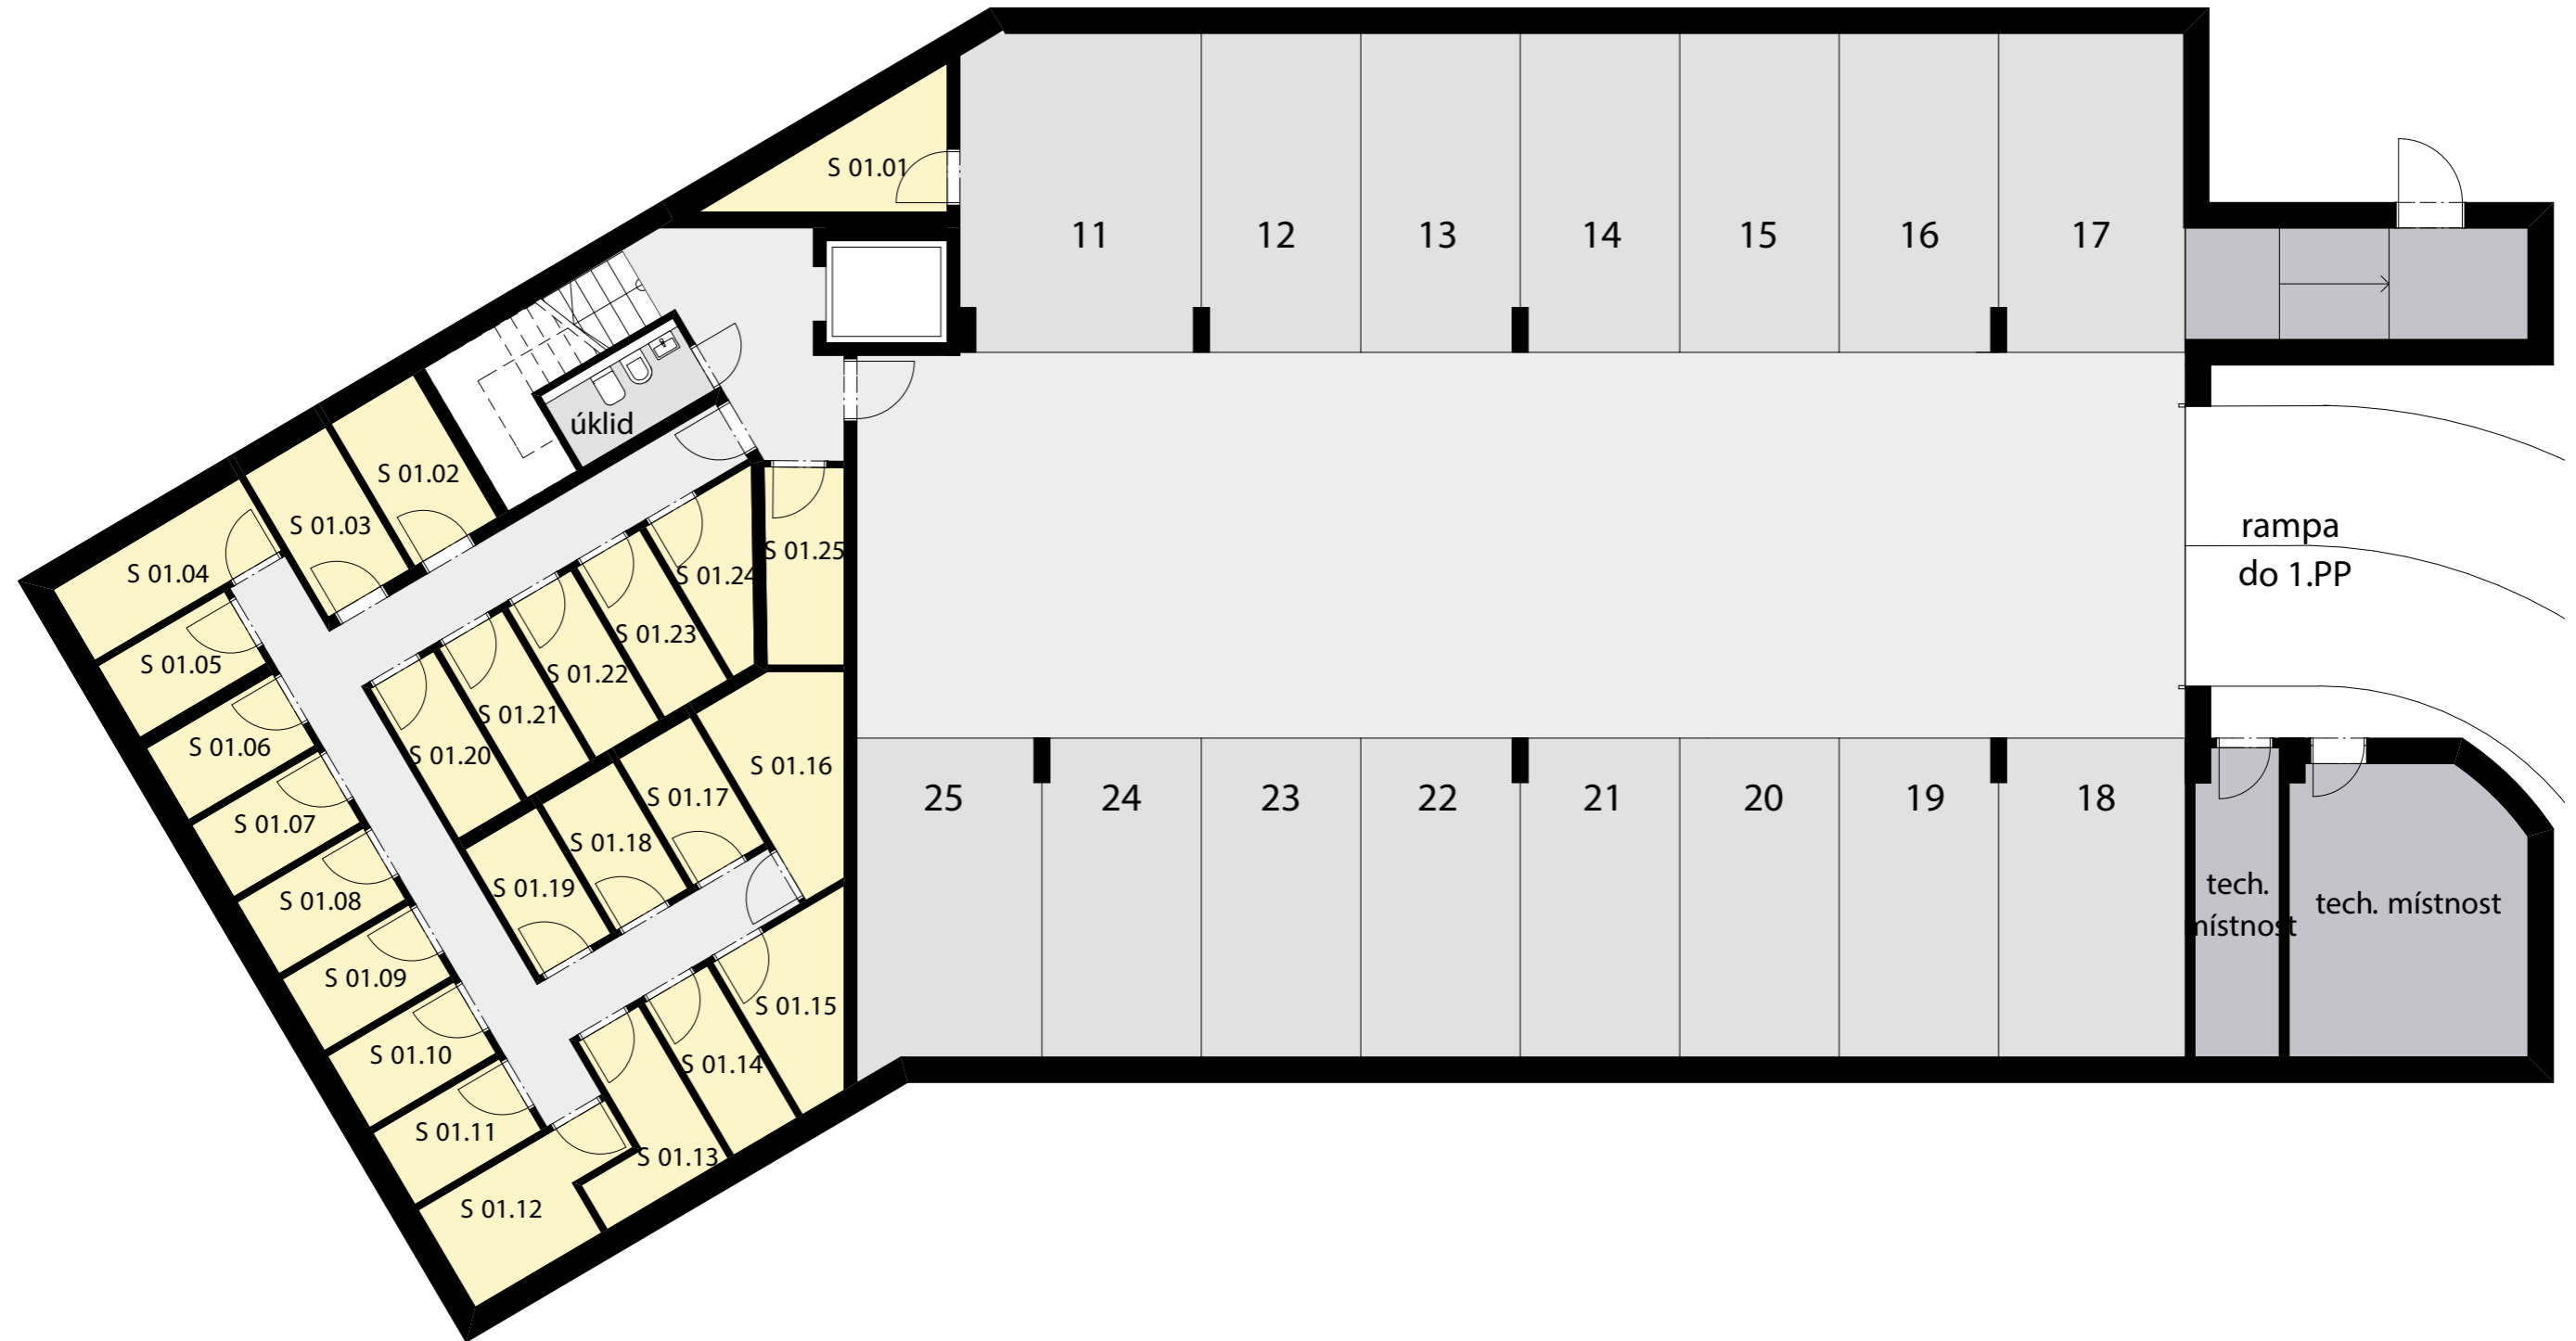 S 01.01
11
12
13
14
15
16
17
úklid
S 01.02
S 01.03
S 01.04
S 01.05
S 01.06
S 01.07
S 01.08
S 01.09
S 01.10
S 01.11
S 01.12
S 01.13
S 01.14
S 01.15
S 01.16
S 01.17
S 01.18
S 01.19
S 01.20
S 01.21
S 01.22
S 01.23
S 01.24
S 01.25
rampa
do 1.PP
25
24
23
22
21
20
19
18
tech.
místnost
tech. místnost